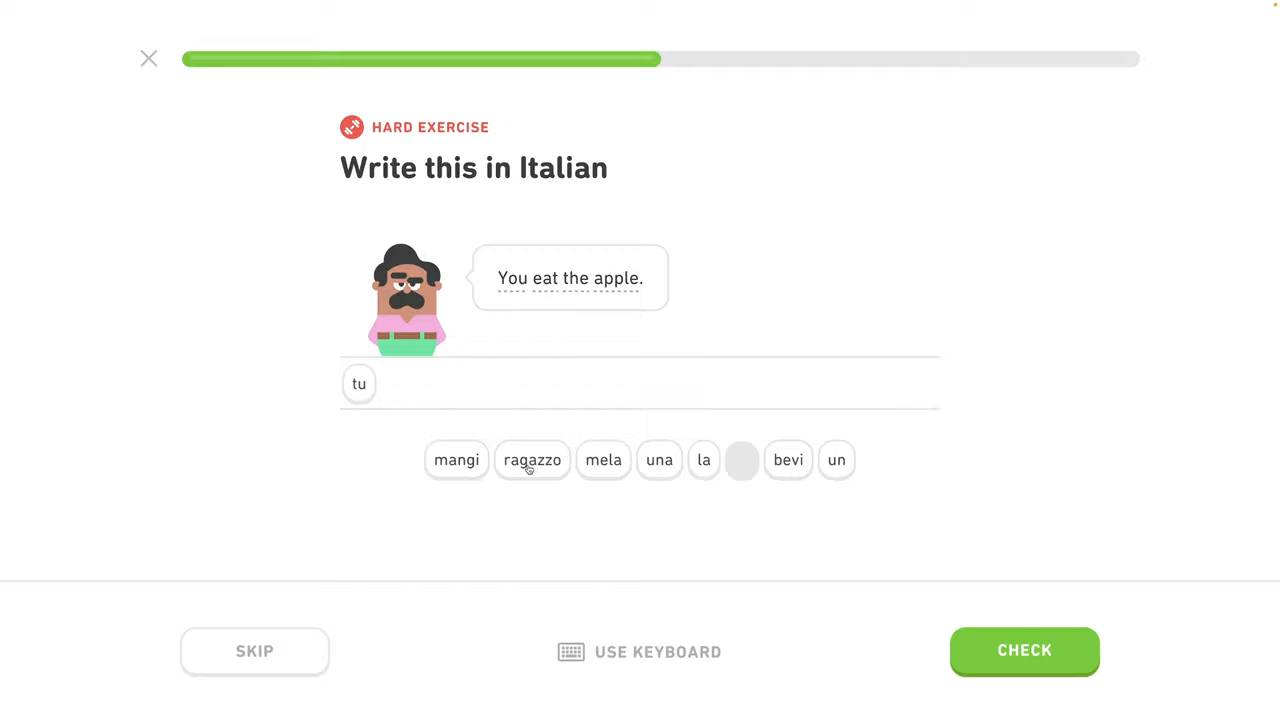 HARD EXERCISE
Write this in Italian
You eat the apple.
tu
mangi ragazzo mela una la bevi un
SKIP USE KEYBOARD CHECK